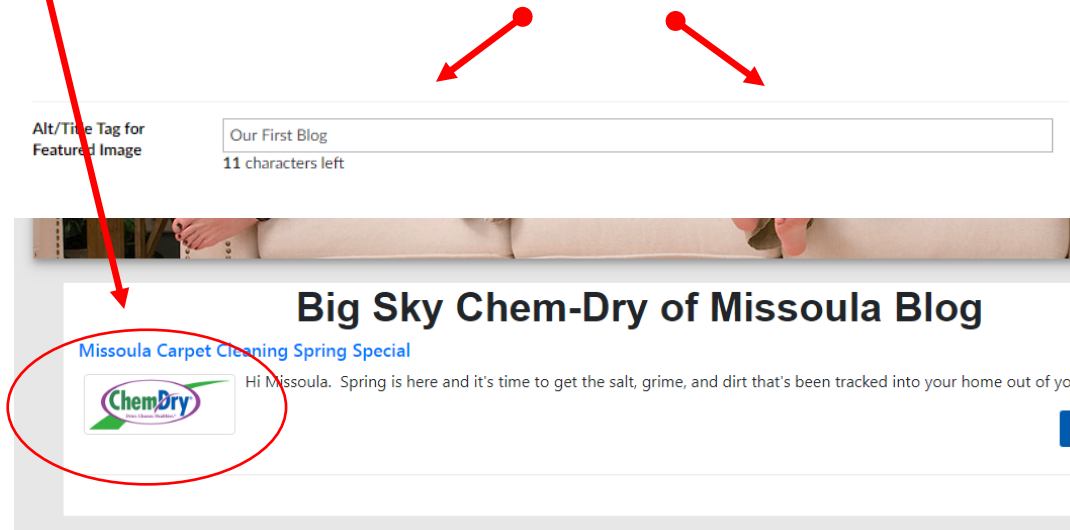 Alt/Title Tag for
Featured Image
Our First Blog
11 characters left
Big Sky Chem-Dry of Missoula Blog
Missoula Carpet Cleaning Spring Special
Hi Missoula.  Spring is here and it's time to get the salt, grime, and dirt that's been tracked into your home out of yo
ChemDry